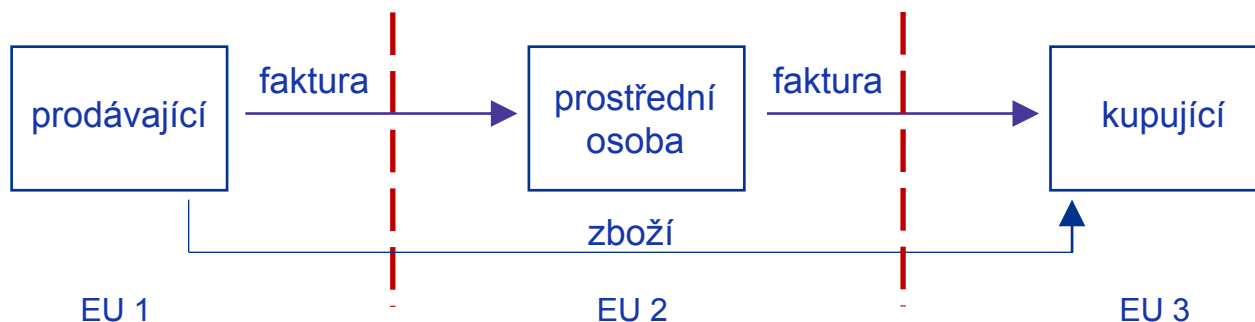 faktura
faktura
prodávající
prostřední
osoba
kupující
zboží
EU 1
EU 2
EU 3